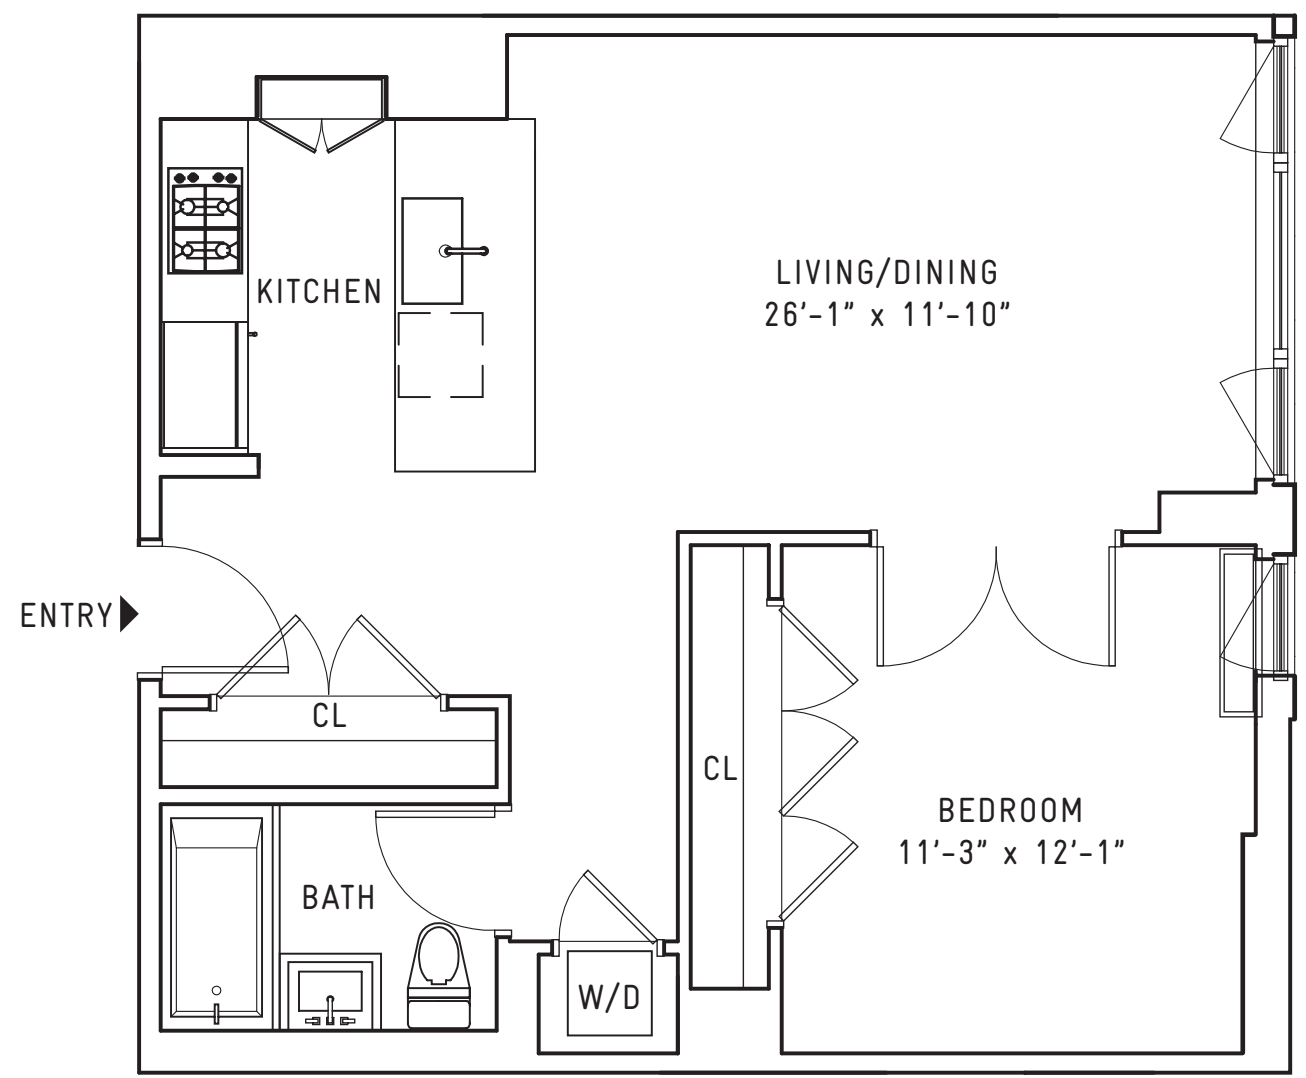 KITCHEN
LIVING/DINING
26'-1" x 11'-10"
ENTRY
CL
CL
BEDROOM
11'-3" x 12'-1"
BATH
W/D